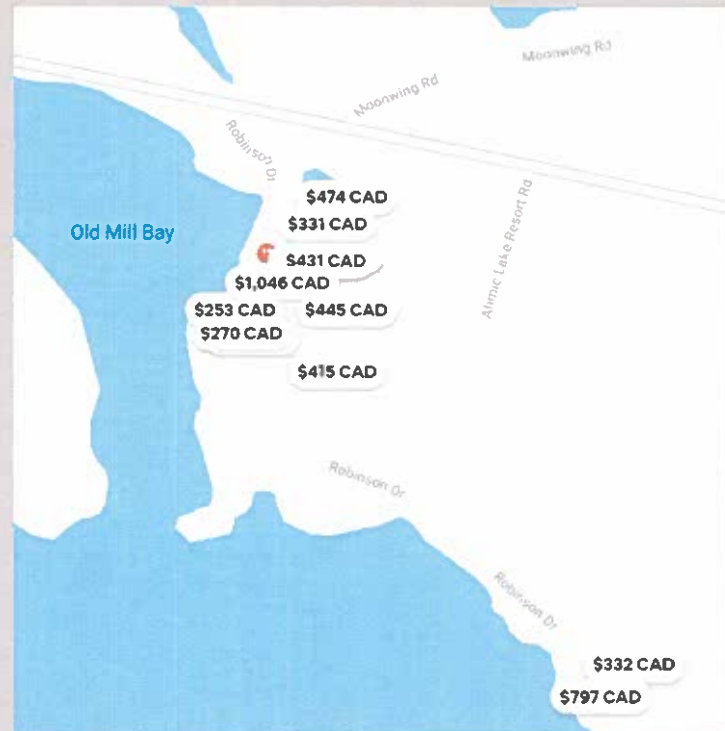 Moonwing Rd
Moonwing Rd
Robinson Dr
$474 CAD
Old Mill Bay
$331 CAD
Ahmic Lake Resort Rd
$431 CAD
$1,046 CAD
$253 CAD
$445 CAD
$270 CAD
$415 CAD
Robinson Dr
Robinson Dr
$332 CAD
$797 CAD